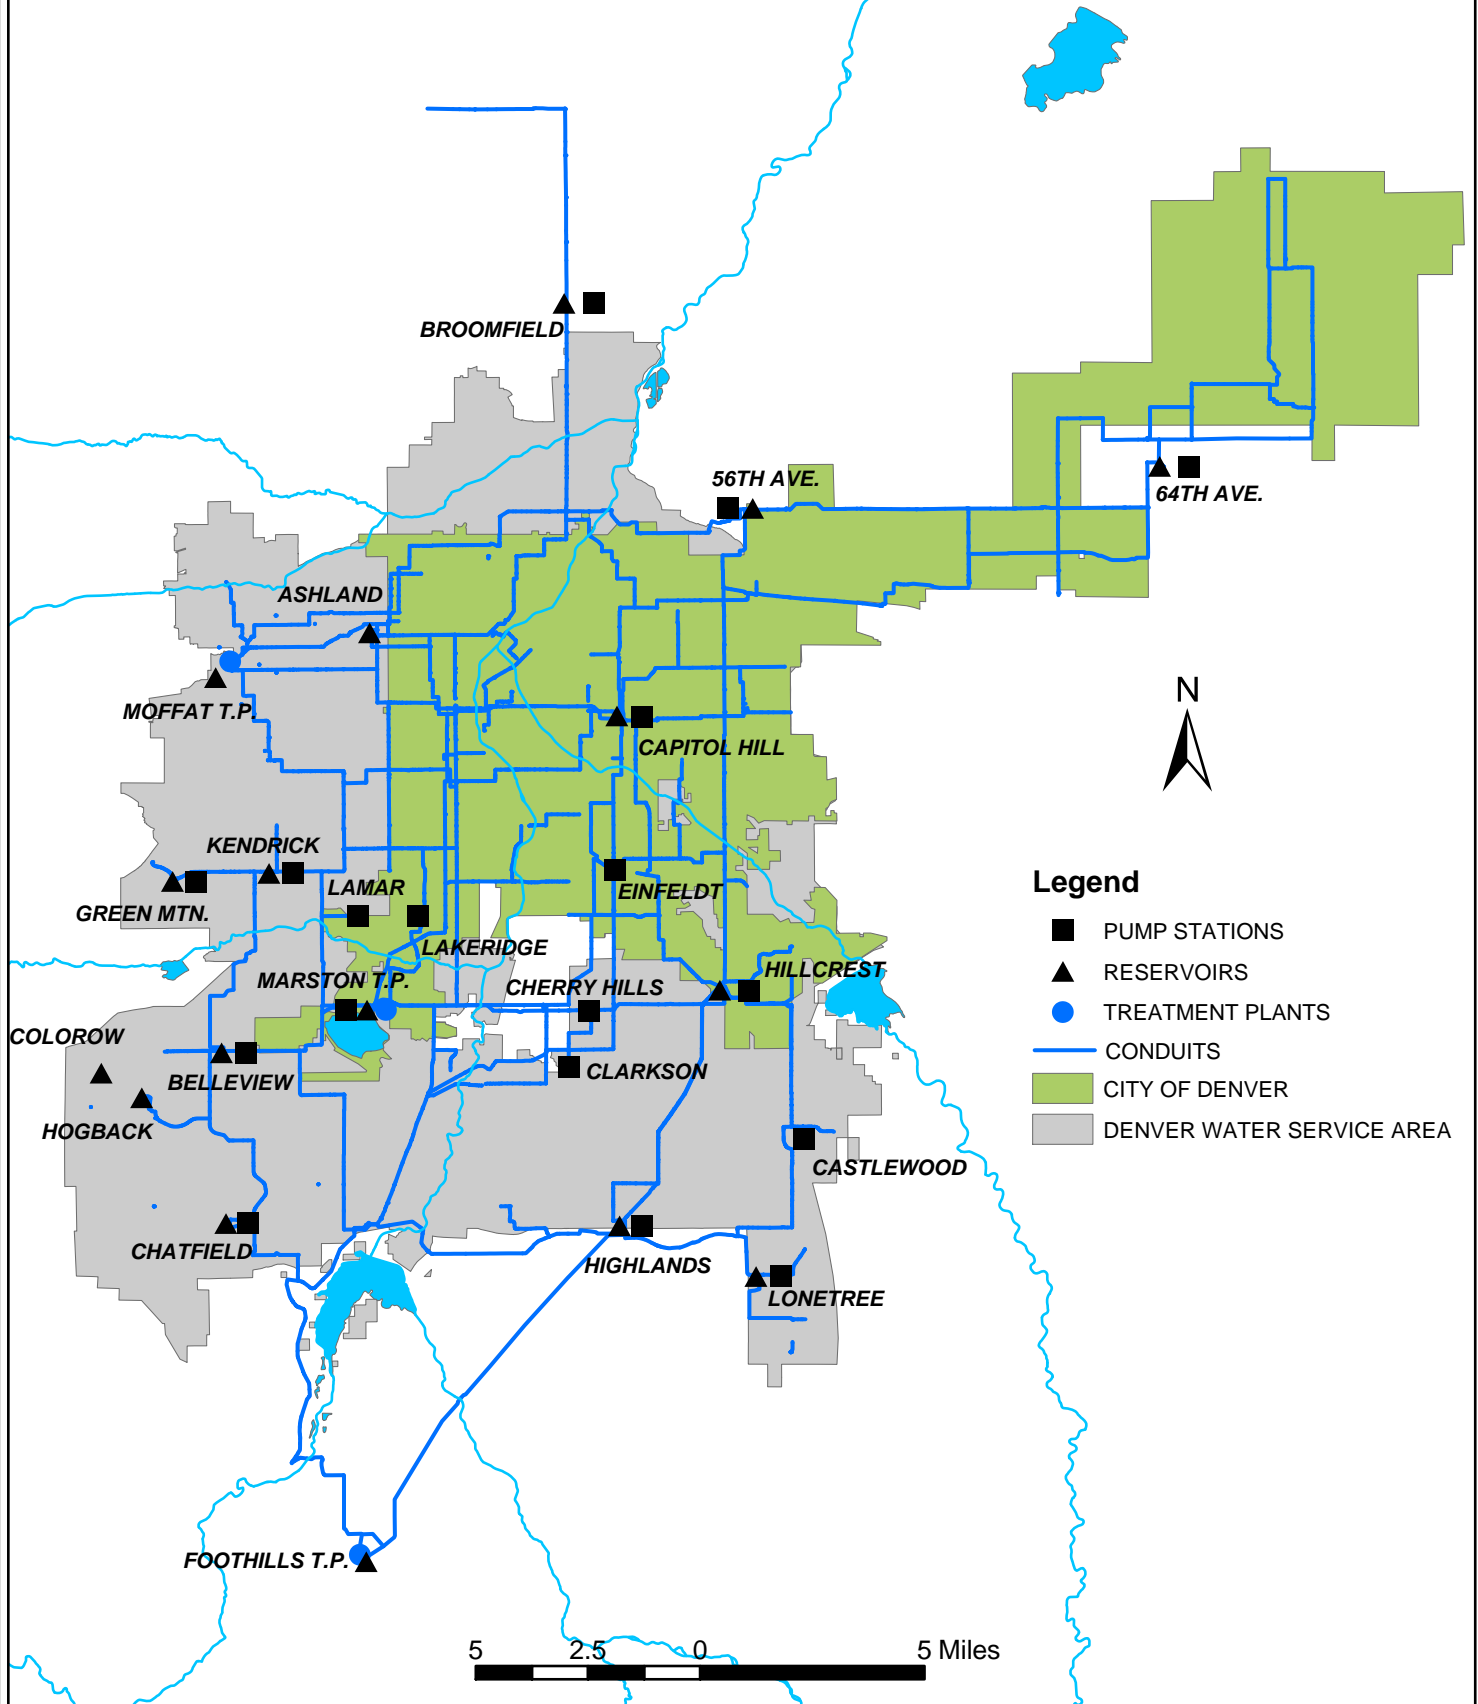 BROOMFIELD
56TH AVE.
64TH AVE.
ASHLAND
MOFFAT T.P.
N
CAPITOL HILL
KENDRICK
LAMAR
EINFELDT
GREEN MTN.
LAKERIDGE
MARSTON T.P.
CHERRY HILLS
HILLCREST
COLOROW
BELLEVIEW
CLARKSON
HOGBACK
CASTLEWOOD
CHATFIELD
HIGHLANDS
LONETREE
FOOTHILLS T.P.
Legend
PUMP STATIONS
RESERVOIRS
TREATMENT PLANTS
CONDUITS
CITY OF DENVER
DENVER WATER SERVICE AREA
5 2.5 0 5 Miles